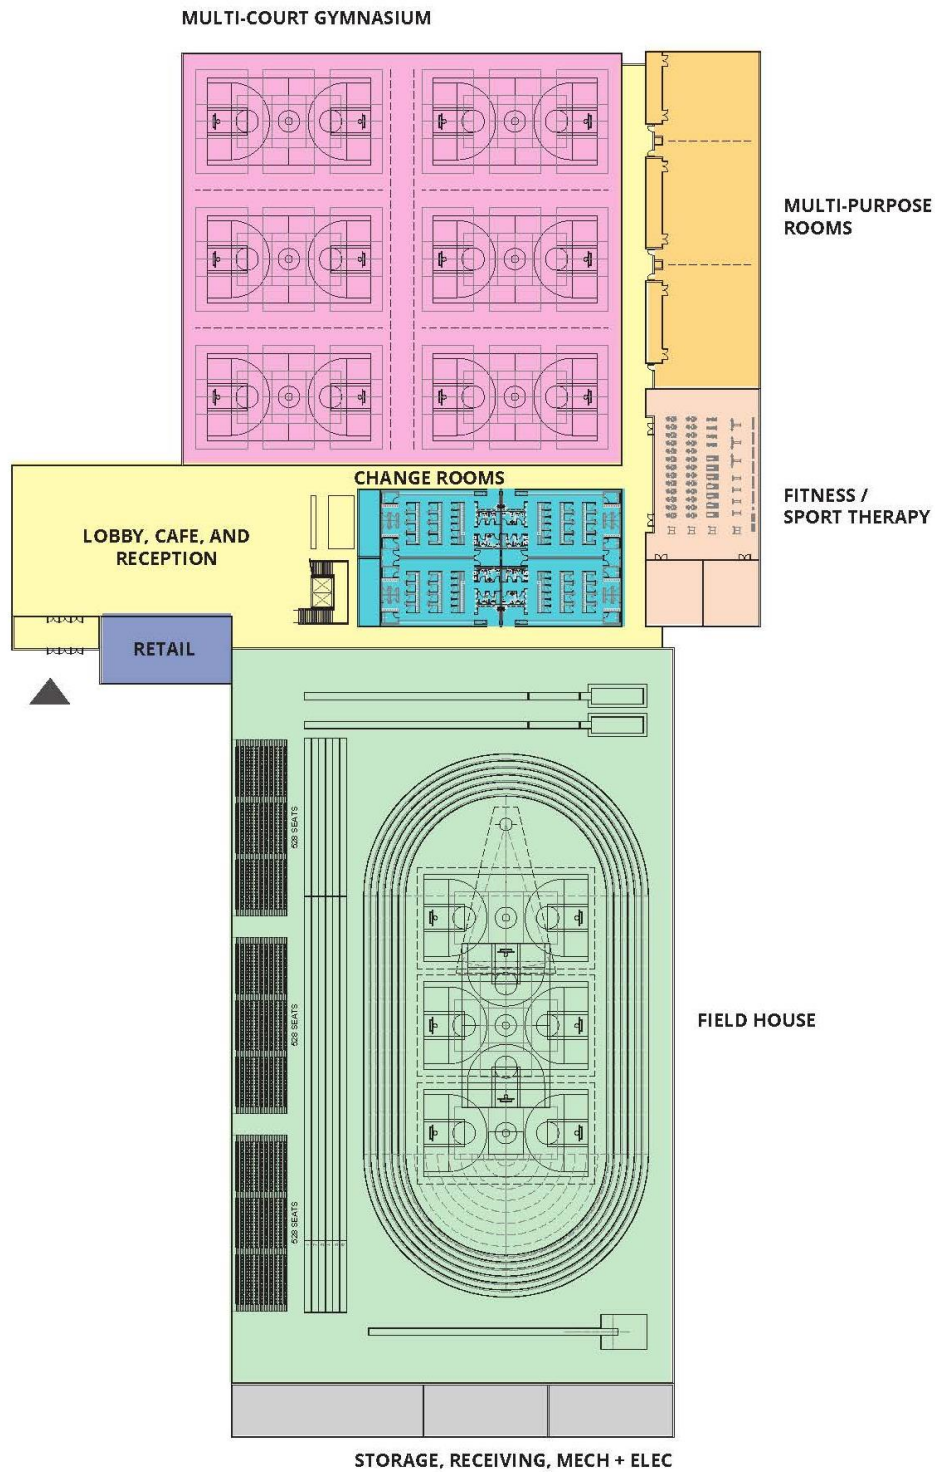 MULTI-COURT GYMNASIUM
MULTI-PURPOSE
ROOMS
CHANGE ROOMS
FITNESS /
SPORT THERAPY
LOBBY, CAFE, AND
RECEPTION
RETAIL
528 SEATS
528 SEATS
528 SEATS
FIELD HOUSE
STORAGE, RECEIVING, MECH + ELEC